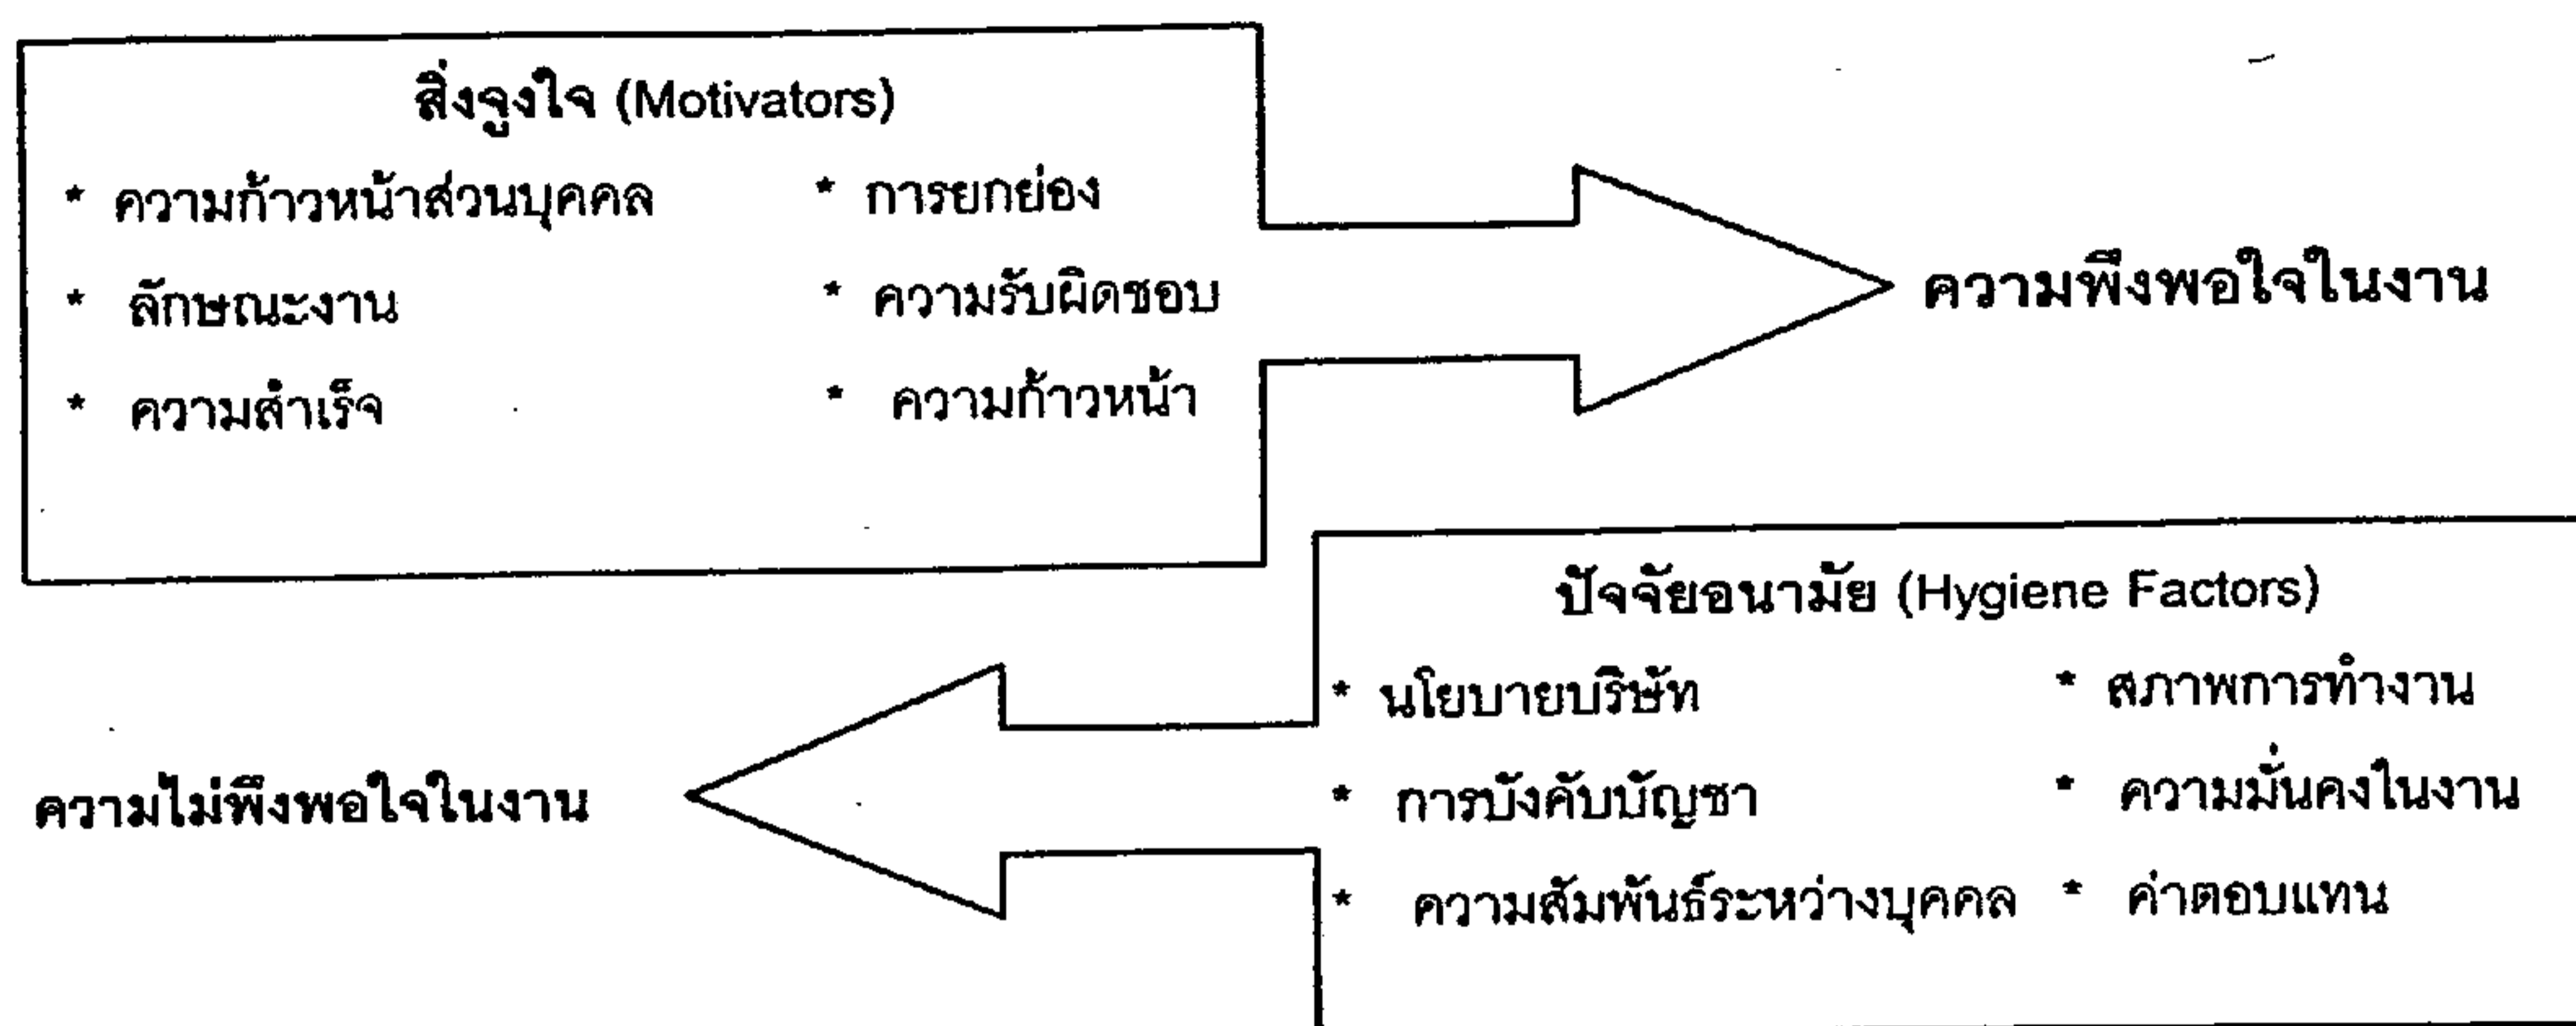 สิ่งจูงใจ (Motivators)
* ความก้าวหน้าส่วนบุคคล * การยกย่อง
* ลักษณะงาน * ความรับผิดชอบ
* ความสำเร็จ * ความก้าวหน้า
ความพึงพอใจในงาน
ปัจจัยอนามัย (Hygiene Factors)
* นโยบายบริษัท * สภาพการทำงาน
* การบังคับบัญชา * ความมั่นคงในงาน
* ความสัมพันธ์ระหว่างบุคคล * ค่าตอบแทน
ความไม่พึงพอใจในงาน